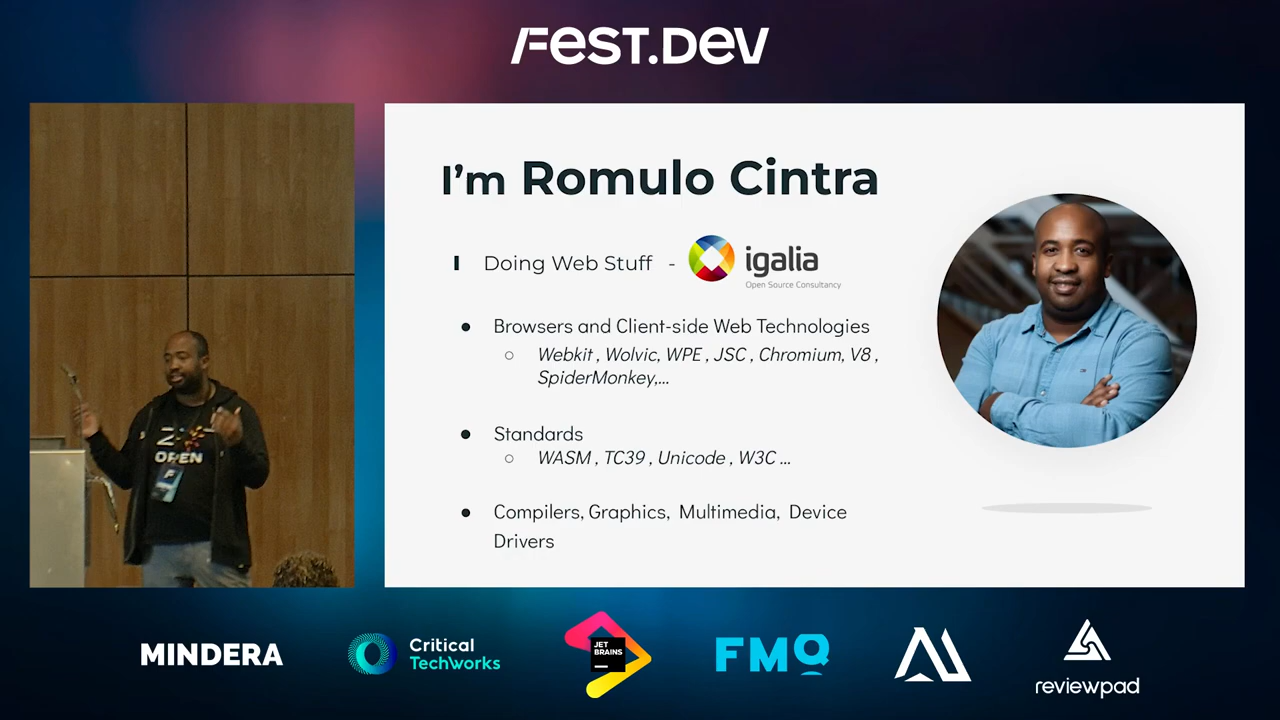 FEST.DEV
I’m Romulo Cintra
I Doing Web Stuff - igalia
Open Source Consultancy
● Browsers and Client-side Web Technologies
○ Webkit , Wolvic, WPE , JSC , Chromium, V8 ,
SpiderMonkey,...
● Standards
○ WASM , TC39 , Unicode , W3C ...
● Compilers, Graphics, Multimedia, Device
Drivers
OPEN
MINDERA
Critical
TechWorks
JET
BRAINS
FMQ
reviewpad